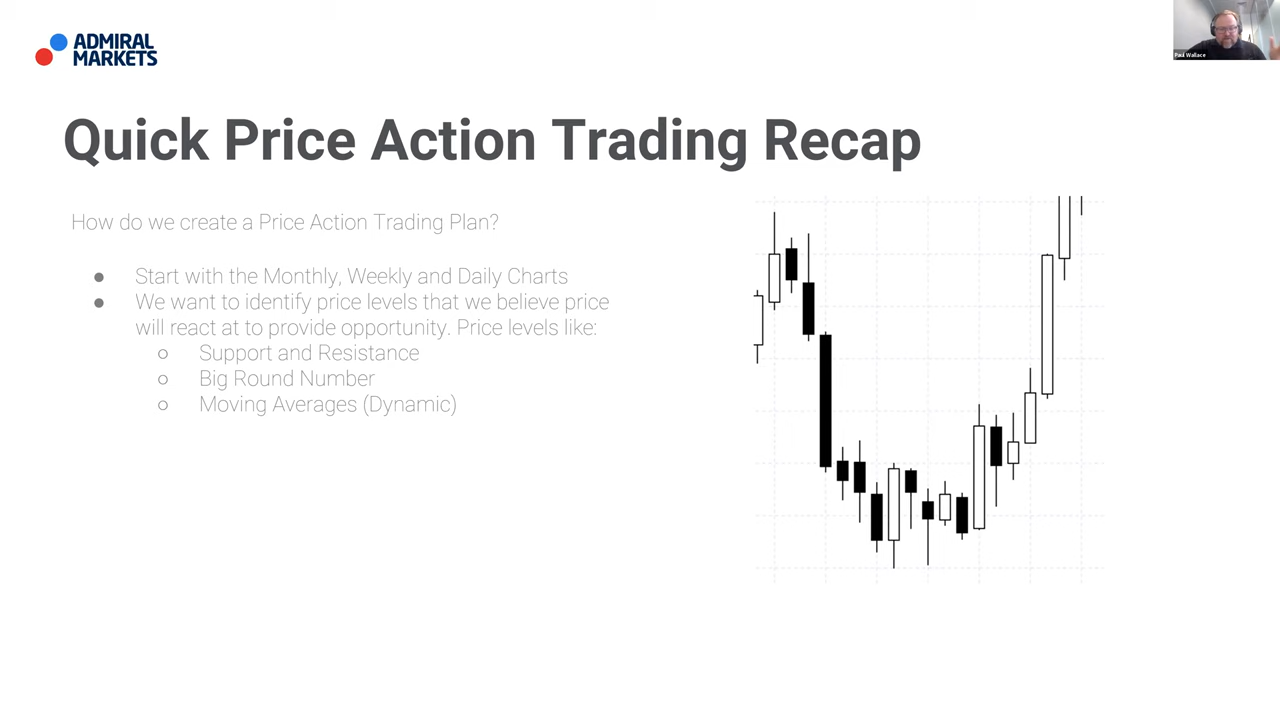 ADMIRAL
MARKETS
Paul Wallace
Quick Price Action Trading Recap
How do we create a Price Action Trading Plan?
● Start with the Monthly, Weekly and Daily Charts
● We want to identify price levels that we believe price
will react at to provide opportunity. Price levels like:
○ Support and Resistance
○ Big Round Number
○ Moving Averages (Dynamic)